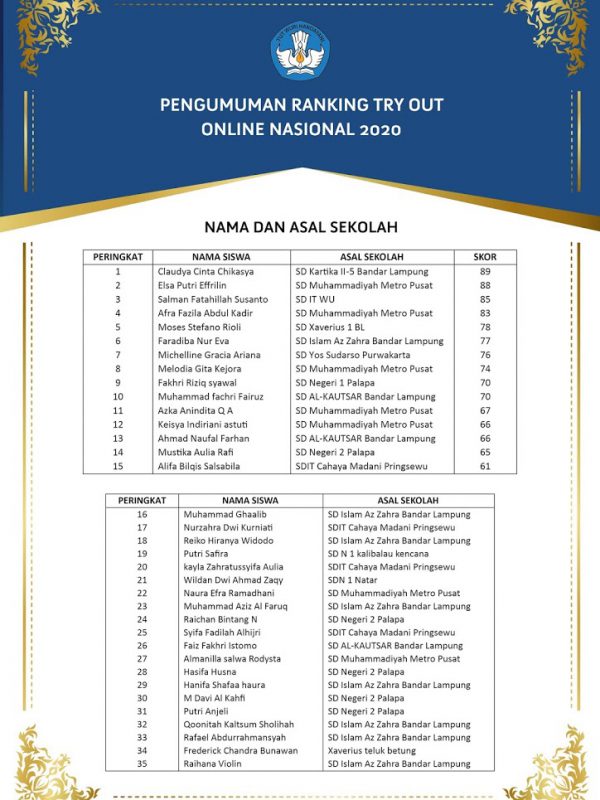 TUT WURI HANDAYANI
PENGUMUMAN RANKING TRY OUT
ONLINE NASIONAL 2020
NAMA DAN ASAL SEKOLAH
PERINGKAT NAMA SISWA ASAL SEKOLAH SKOR
1 Claudya Cinta Chikasya SD Kartika II-5 Bandar Lampung 89
2 Elsa Putri Effrilin SD Muhammadiyah Metro Pusat 88
3 Salman Fatahillah Susanto SD IT WU 85
4 Afra Fazila Abdul Kadir SD Muhammadiyah Metro Pusat 83
5 Moses Stefano Rioli SD Xaverius 1 BL 78
6 Faradiba Nur Eva SD Islam Az Zahra Bandar Lampung 77
7 Michelline Gracia Ariana SD Yos Sudarso Purwakarta 76
8 Melodia Gita Kejora SD Muhammadiyah Metro Pusat 74
9 Fakhri Riziq syawal SD Negeri 1 Palapa 70
10 Muhammad fachri Fairuz SD AL-KAUTSAR Bandar Lampung 70
11 Azka Anindita Q A SD Muhammadiyah Metro Pusat 67
12 Keisya Indiriani astuti SD Muhammadiyah Metro Pusat 66
13 Ahmad Naufal Farhan SD AL-KAUTSAR Bandar Lampung 66
14 Mustika Aulia Rafi SD Negeri 2 Palapa 65
15 Alifa Bilqis Salsabila SDIT Cahaya Madani Pringsewu 61
PERINGKAT NAMA SISWA ASAL SEKOLAH
16 Muhammad Ghaalib SD Islam Az Zahra Bandar Lampung
17 Nurzahra Dwi Kurniati SDIT Cahaya Madani Pringsewu
18 Reiko Hiranya Widodo SD Islam Az Zahra Bandar Lampung
19 Putri Safira SD N 1 kalibalau kencana
20 kayla Zahratussyifa Aulia SDIT Cahaya Madani Pringsewu
21 Wildan Dwi Ahmad Zaqy SDN 1 Natar
22 Naura Efra Ramadhani SD Muhammadiyah Metro Pusat
23 Muhammad Aziz Al Faruq SD Islam Az Zahra Bandar Lampung
24 Raichan Bintang N SD Negeri 2 Palapa
25 Syifa Fadilah Alhijri SDIT Cahaya Madani Pringsewu
26 Faiz Fakhri Istomo SD AL-KAUTSAR Bandar Lampung
27 Almanilla salwa Rodysta SD Muhammadiyah Metro Pusat
28 Hasifa Husna SD Negeri 2 Palapa
29 Hanifa Shafaa haura SD Islam Az Zahra Bandar Lampung
30 M Davi Al Kahfi SD Negeri 2 Palapa
31 Putri Anjeli SD Negeri 2 Palapa
32 Qoonitah Kaltsum Sholihah SD Islam Az Zahra Bandar Lampung
33 Rafael Abdurrahmansyah SD Islam Az Zahra Bandar Lampung
34 Frederick Chandra Bunawan Xaverius teluk betung
35 Raihana Violin SD Islam Az Zahra Bandar Lampung